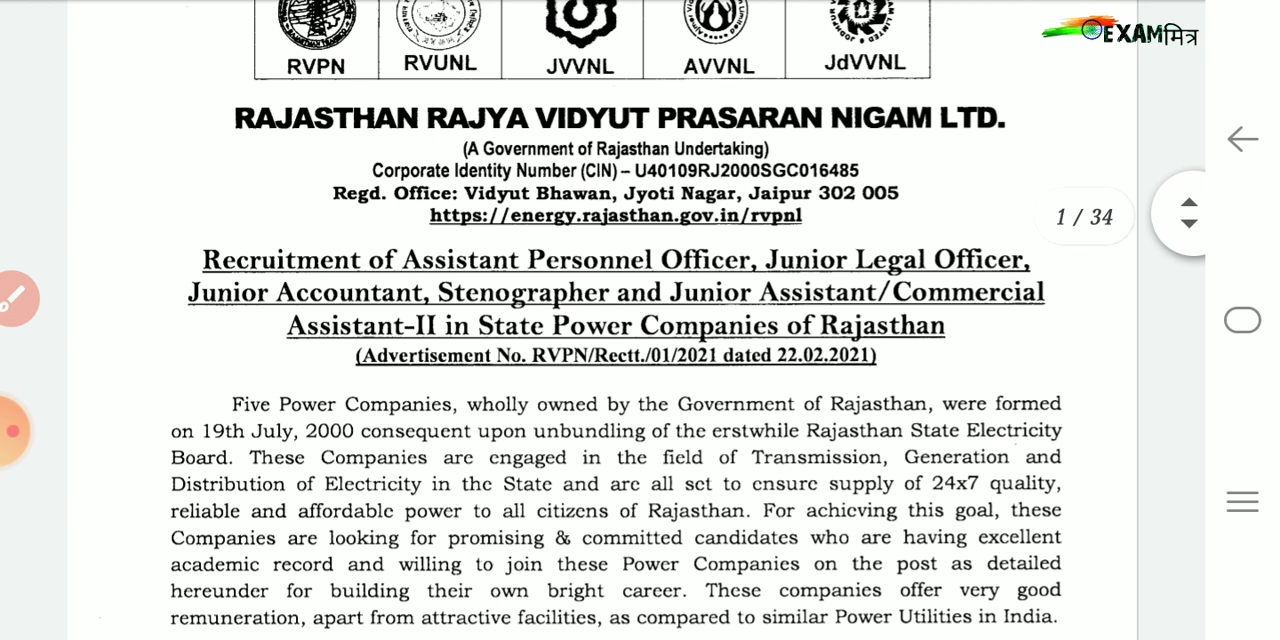 EXAMमित्र
RVPN RVUNL JVVNL AVVNL JdVVNL
RAJASTHAN RAJYA VIDYUT PRASARAN NIGAM LTD.
(A Government of Rajasthan Undertaking)
Corporate Identity Number (CIN) – U40109RJ2000SGC016485
Regd. Office: Vidyut Bhawan, Jyoti Nagar, Jaipur 302 005
https://energy.rajasthan.gov.in/rvpnl
1 / 34
Recruitment of Assistant Personnel Officer, Junior Legal Officer,
Junior Accountant, Stenographer and Junior Assistant/Commercial
Assistant-II in State Power Companies of Rajasthan
(Advertisement No. RVPN/Rectt./01/2021 dated 22.02.2021)
Five Power Companies, wholly owned by the Government of Rajasthan, were formed
on 19th July, 2000 consequent upon unbundling of the erstwhile Rajasthan State Electricity
Board. These Companies are engaged in the field of Transmission, Generation and
Distribution of Electricity in the State and are all set to ensure supply of 24x7 quality,
reliable and affordable power to all citizens of Rajasthan. For achieving this goal, these
Companies are looking for promising & committed candidates who are having excellent
academic record and willing to join these Power Companies on the post as detailed
hereunder for building their own bright career. These companies offer very good
remuneration, apart from attractive facilities, as compared to similar Power Utilities in India.